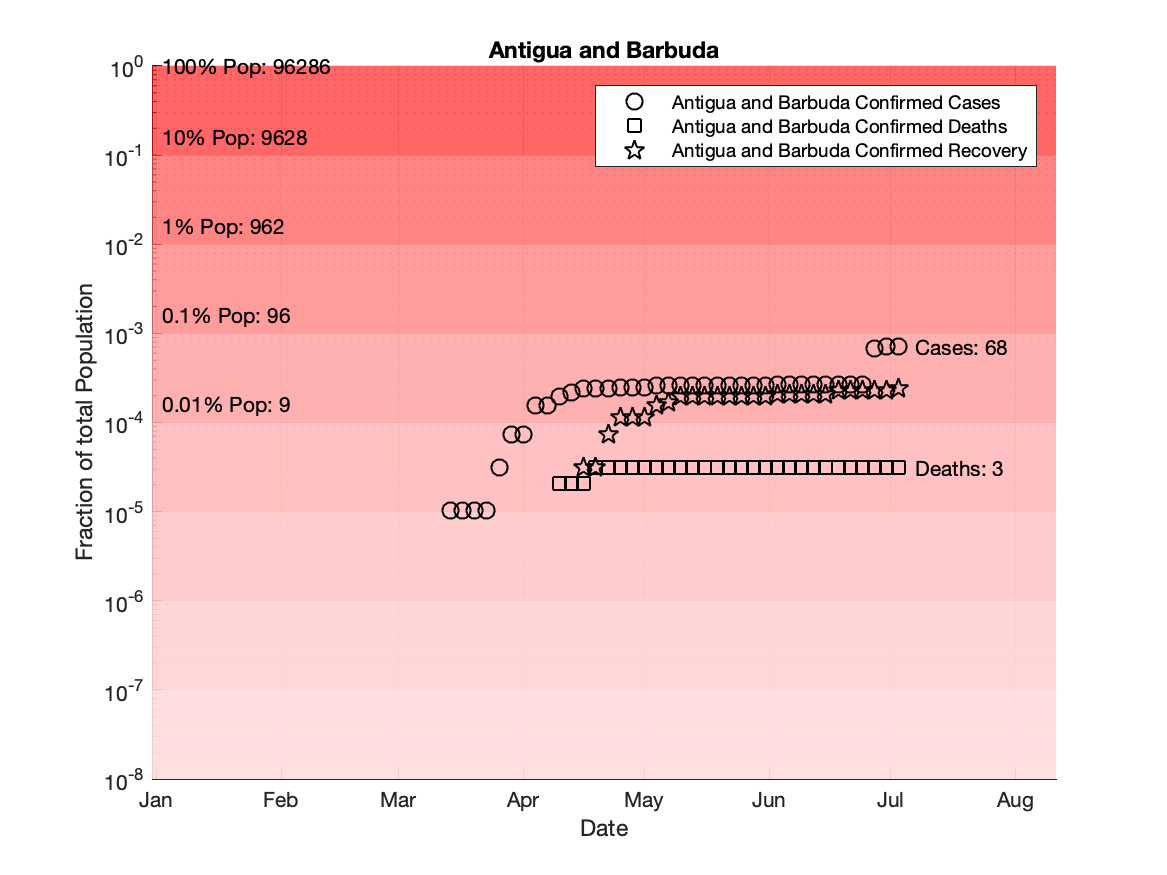 Antigua and Barbuda
10^0
100% Pop: 96286
Antigua and Barbuda Confirmed Cases
Antigua and Barbuda Confirmed Deaths
Antigua and Barbuda Confirmed Recovery
10% Pop: 9628
10^-1
1% Pop: 962
10^-2
0.1% Pop: 96
10^-3
Cases: 68
0.01% Pop: 9
10^-4
Deaths: 3
10^-5
10^-6
10^-7
10^-8
Fraction of total Population
Jan Feb Mar Apr May Jun Jul Aug
Date